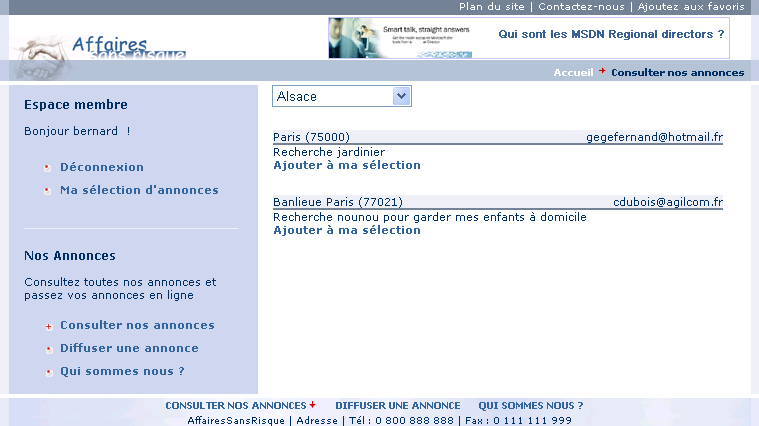 Plan du site | Contactez-nous | Ajoutez aux favoris
Affaires
sans risque
Smart talk, straight answers
Qui sont les MSDN Regional directors ?
Accueil Consulter nos annonces
Espace membre
Bonjour bernard !
Déconnexion
Ma sélection d'annonces
Nos Annonces
Consultez toutes nos annonces et
passez vos annonces en ligne
Consulter nos annonces
Diffuser une annonce
Qui sommes nous ?
Alsace
Paris (75000) gegefernand@hotmail.fr
Recherche jardinier
Ajouter à ma sélection
Banlieue Paris (77021) cdubois@agilcom.fr
Recherche nounou pour garder mes enfants à domicile
Ajouter à ma sélection
CONSULTER NOS ANNONCES DIFFUSER UNE ANNONCE QUI SOMMES NOUS ?
AffairesSansRisque | Adresse | Tél : 0 800 888 888 | Fax : 0 111 111 999